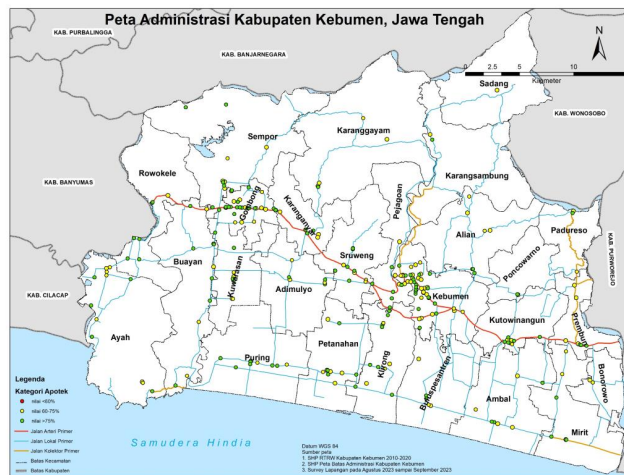 Peta Administrasi Kabupaten Kebumen, Jawa Tengah
KAB. PURBALINGGA
KAB. BANJARNEGARA
N
0 2.5 5 10
Kilometer
Sadang
KAB. WONOSOBO
Karanggayam
Sempor
Rowokele
KAB. BANYUMAS
Karangsambung
Gombong
Karanganyar
Pejagoan
Alian
Padureso
KAB. PURWOREJO
Buayan
Kuwarasan
Sruweng
Poncowarno
Adimulyo
Kebumen
KAB. CILACAP
Kutowinangun
Prembun
Ayah
Petanahan
Puring
Klirong
Buluspesantren
Ambal
Bonorowo
Mirit
Legenda
Kategori Apotek
nilai <60%
nilai 60-75%
nilai >75%
Jalan Arteri Primer
Jalan Lokal Primer
Jalan Kolektor Primer
Batas Kecamatan
Batas Kabupaten
Samudera Hindia
Datum WGS 84
Sumber peta
1. SHP RTRW Kabupaten Kebumen 2010-2020
2. SHP Peta Batas Administrasi Kabupaten Kebumen
3. Survey Lapangan pada Agustus 2023 sampai September 2023